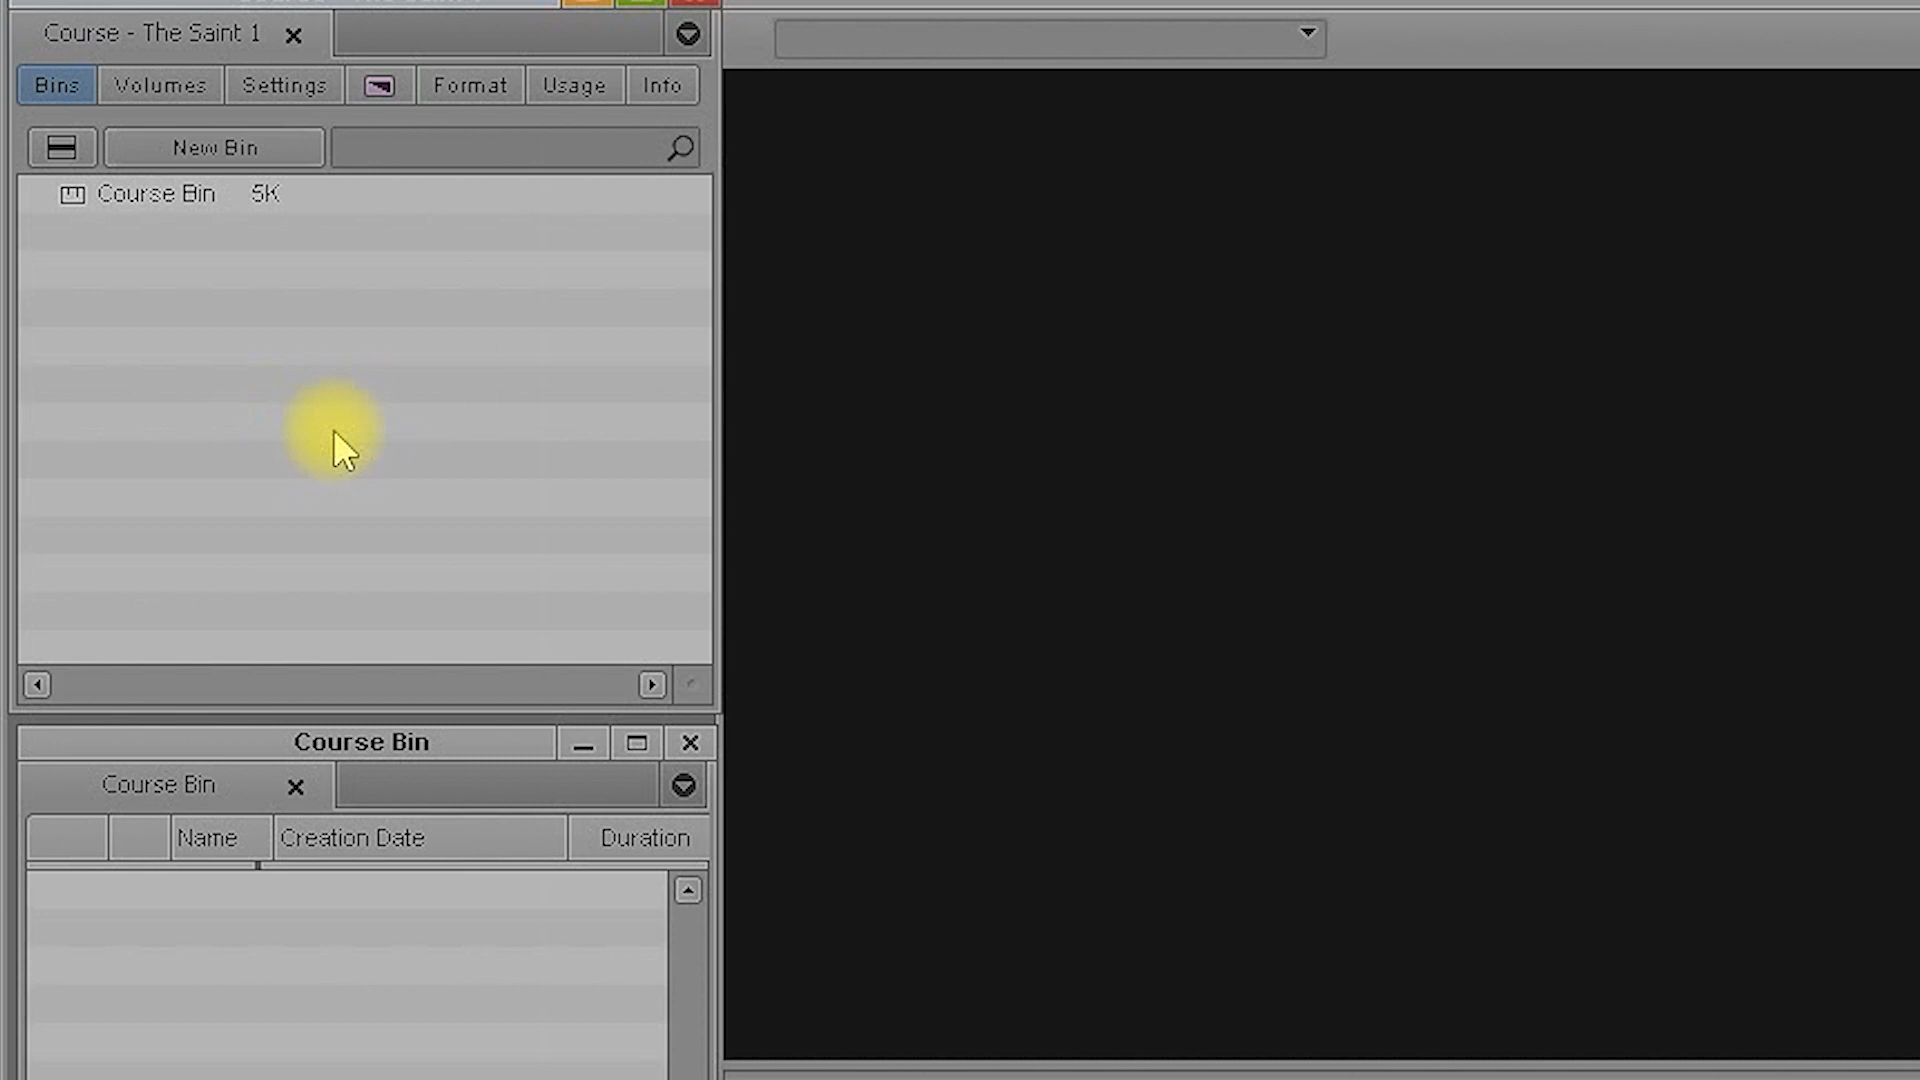 Course - The Saint 1
Bins Volumes Settings Format Usage Info
New Bin
Course Bin 5K
Course Bin
Course Bin
Name Creation Date Duration